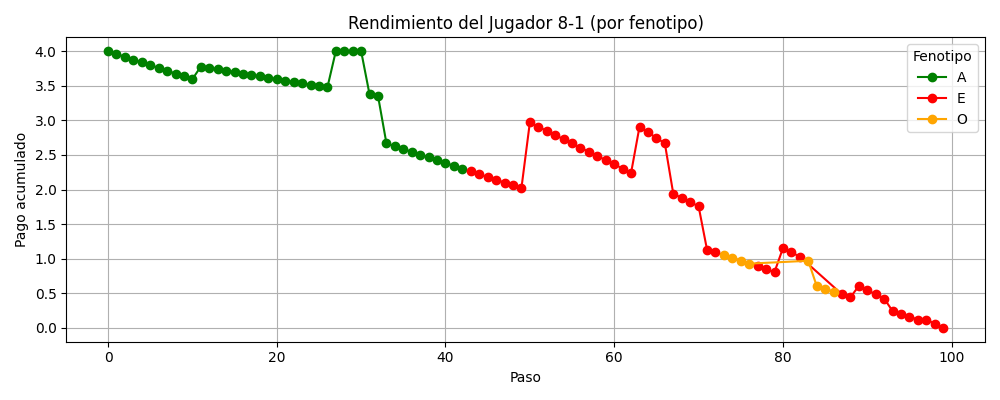 Rendimiento del Jugador 8-1 (por fenotipo)
Pago acumulado
4.0
3.5
3.0
2.5
2.0
1.5
1.0
0.5
0.0
0 20 40 60 80 100
Paso
Fenotipo
A
E
O